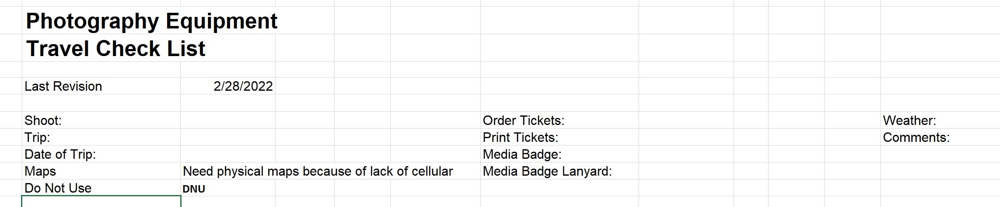 Photography Equipment
Travel Check List
Last Revision 2/28/2022
Shoot: Order Tickets: Weather:
Trip: Print Tickets: Comments:
Date of Trip: Media Badge:
Maps Need physical maps because of lack of cellular Media Badge Lanyard:
Do Not Use DNU